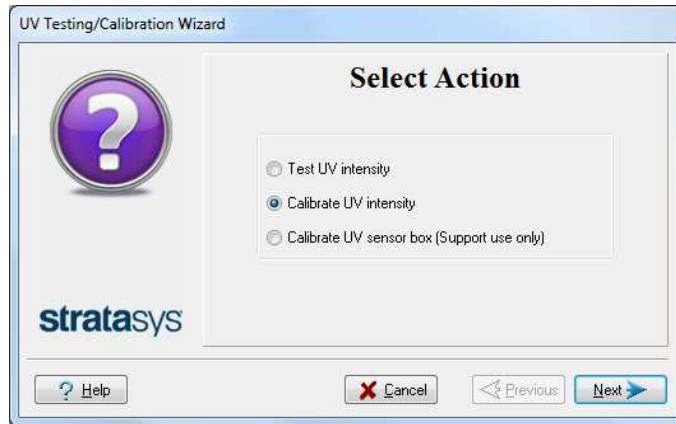 UV Testing/Calibration Wizard
Select Action
Test UV intensity
Calibrate UV intensity
Calibrate UV sensor box (Support use only)
stratasys
? Help
Cancel
Previous
Next